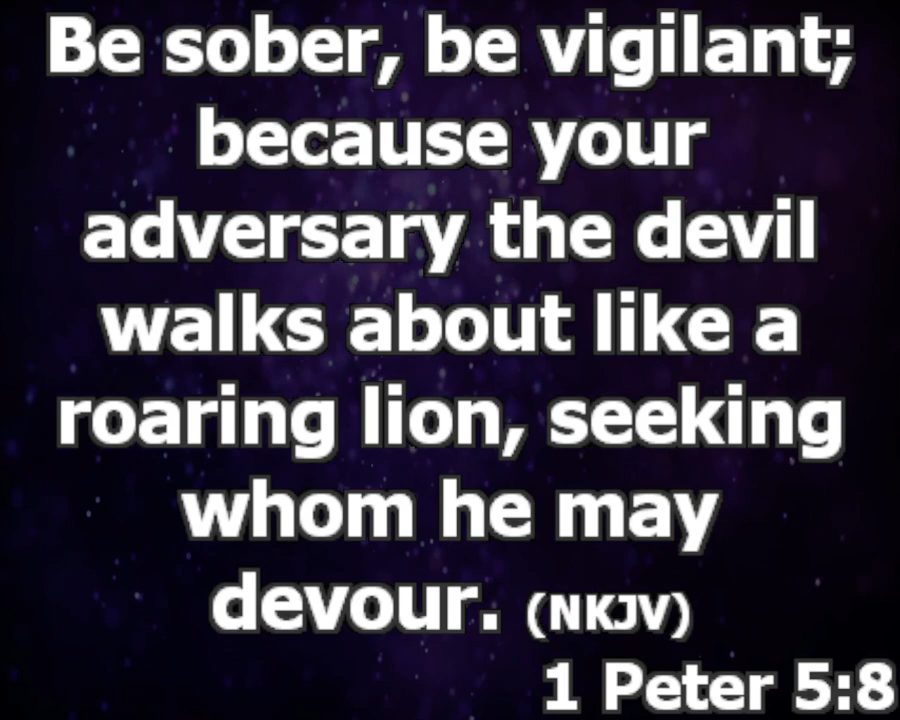 Be sober, be vigilant;
because your
adversary the devil
walks about like a
roaring lion, seeking
whom he may
devour. (NKJV)
1 Peter 5:8